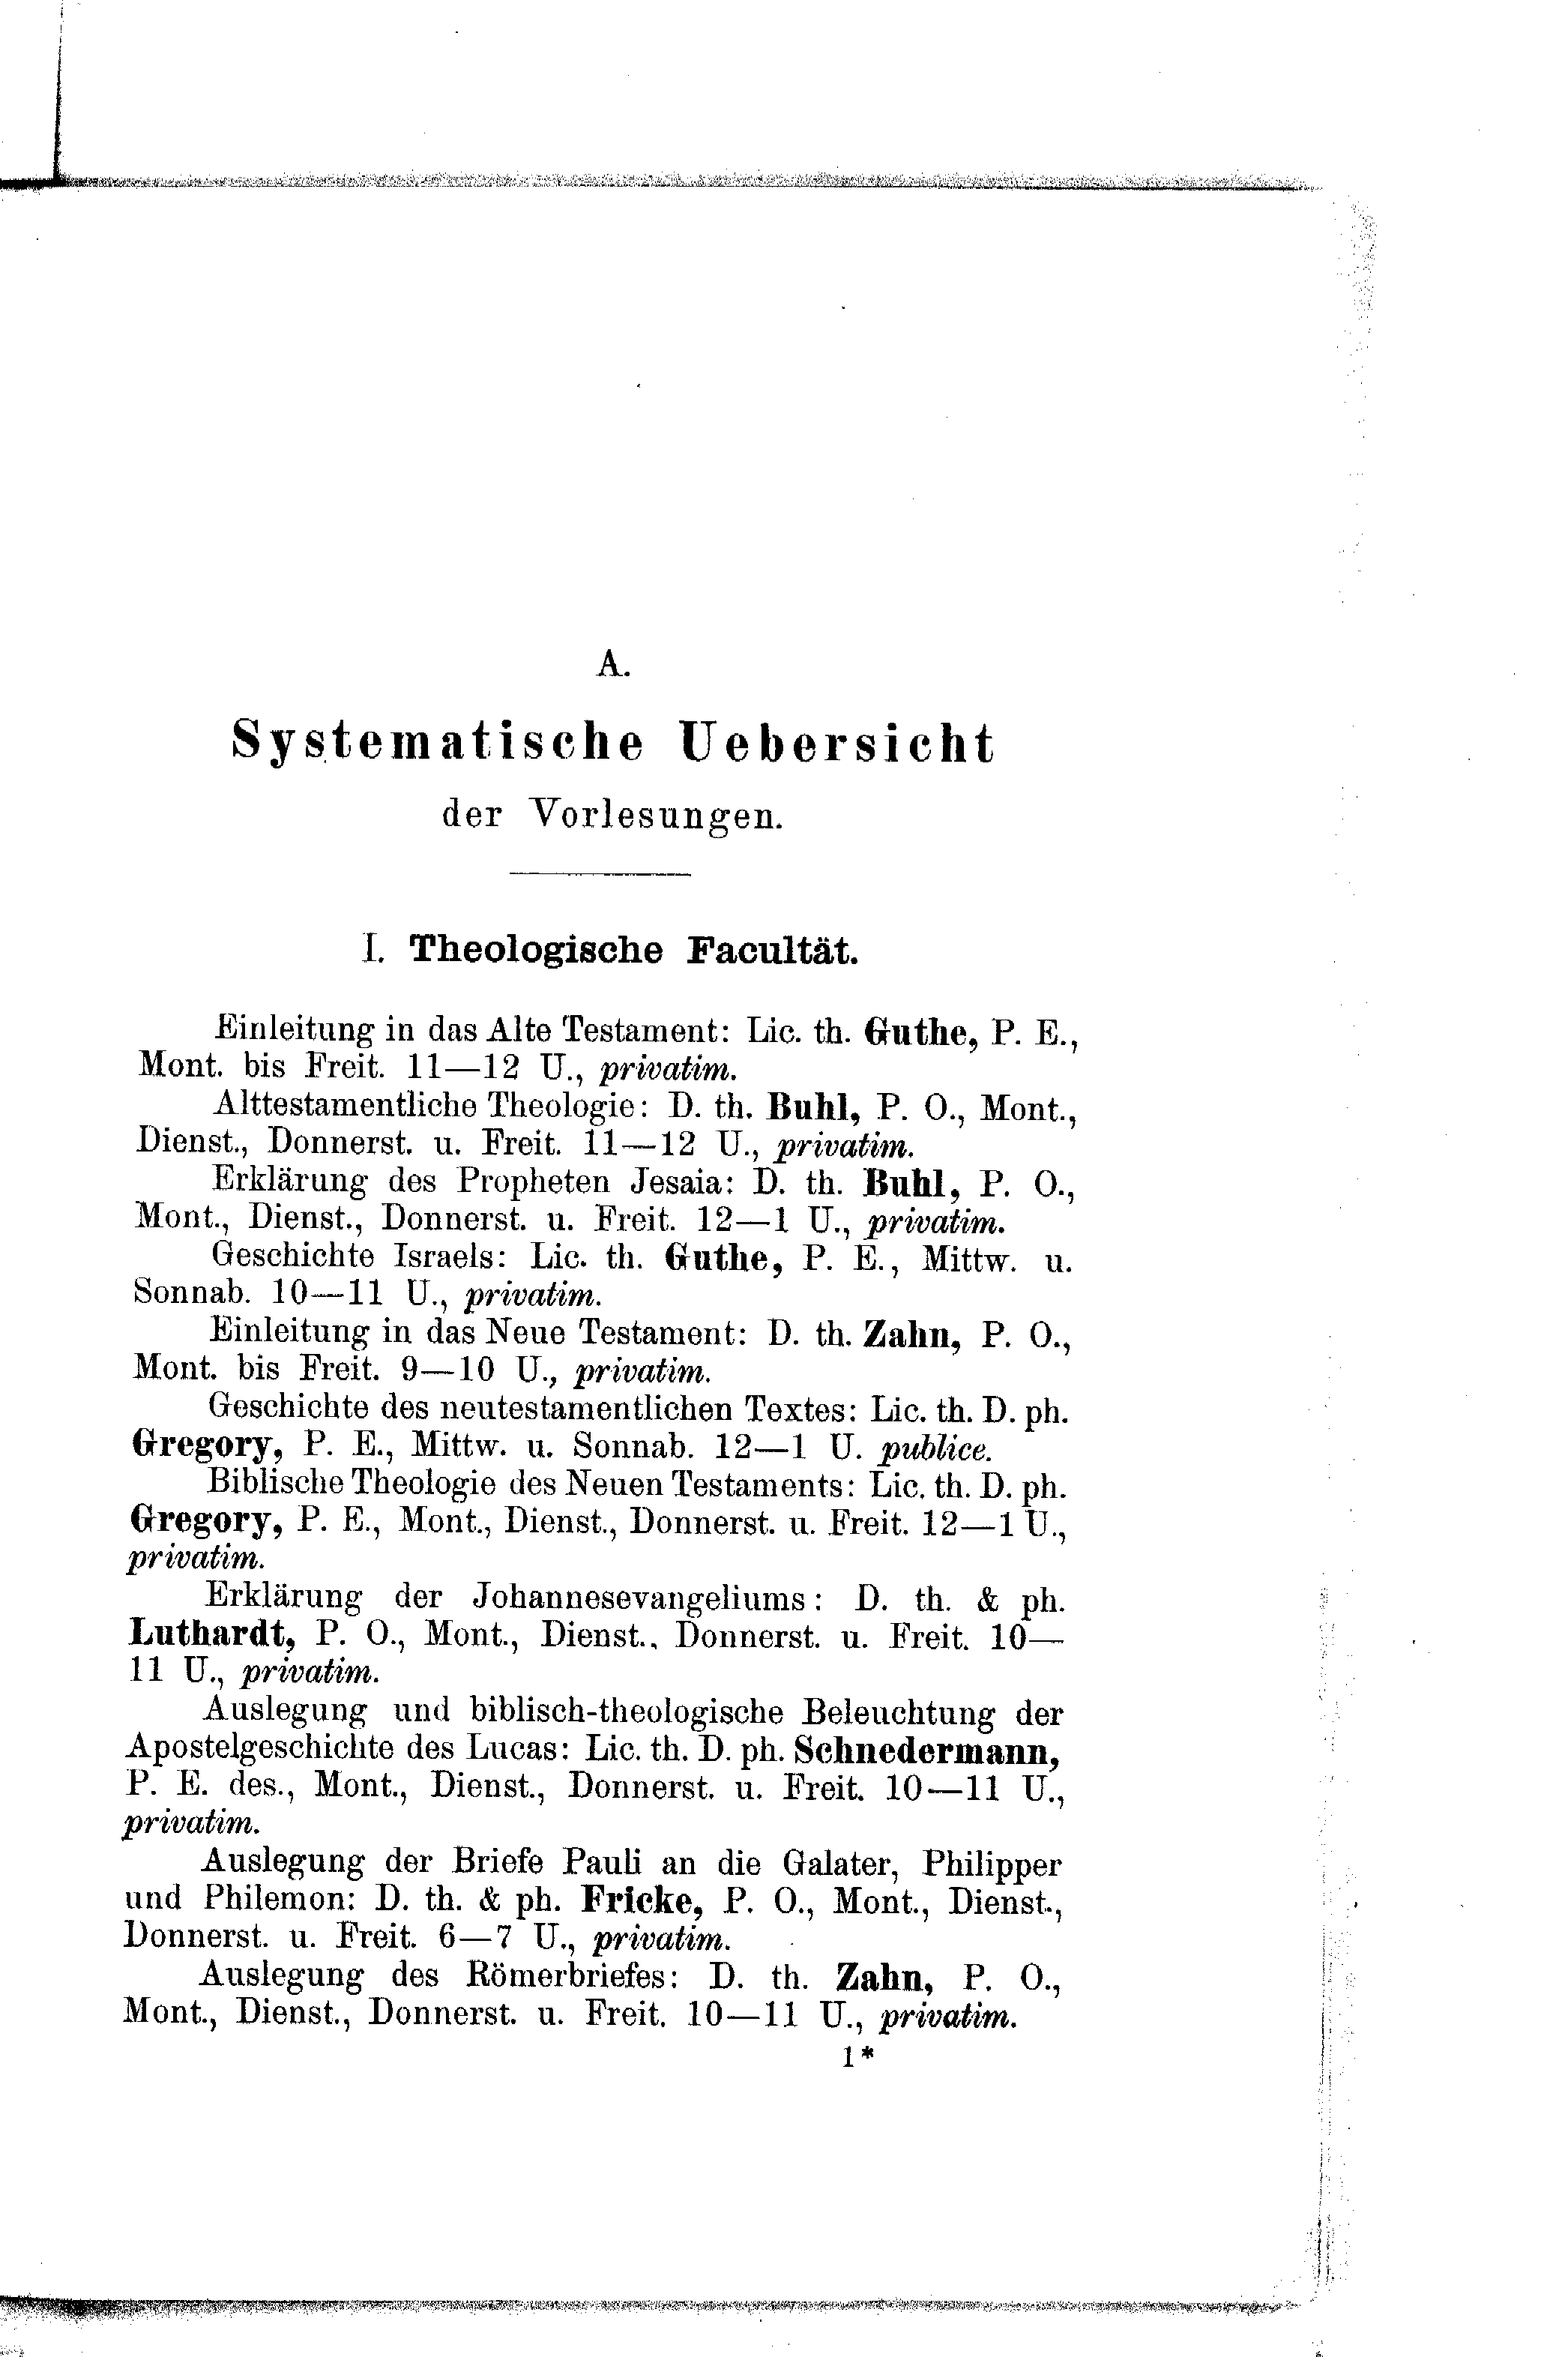 A.
Systematische Uebersicht
der Vorlesungen.
I. Theologische Facultät.
Einleitung in das Alte Testament: Lic. th. Guthe, P. E.,
Mont. bis Freit. 11—12 U., privatim.
Alttestamentliche Theologie: D. th. Buhl, P. O., Mont.,
Dienst., Donnerst. u. Freit. 11—12 U., privatim.
Erklärung des Propheten Jesaia: D. th. Buhl, P. O.,
Mont., Dienst., Donnerst. u. Freit. 12—1 U., privatim.
Geschichte Israels: Lic. th. Guthe, P. E., Mittw. u.
Sonnab. 10—11 U., privatim.
Einleitung in das Neue Testament: D. th. Zahn, P. O.,
Mont. bis Freit. 9—10 U., privatim.
Geschichte des neutestamentlichen Textes: Lic. th. D. ph.
Gregory, P. E., Mittw. u. Sonnab. 12—1 U. publice.
Biblische Theologie des Neuen Testaments: Lic. th. D. ph.
Gregory, P. E., Mont., Dienst., Donnerst. u. Freit. 12—1 U.,
privatim.
Erklärung der Johannesevangeliums: D. th. & ph.
Luthardt, P. O., Mont., Dienst., Donnerst. u. Freit. 10—
11 U., privatim.
Auslegung und biblisch-theologische Beleuchtung der
Apostelgeschichte des Lucas: Lic. th. D. ph. Schnedermann,
P. E. des., Mont., Dienst., Donnerst. u. Freit. 10—11 U.,
privatim.
Auslegung der Briefe Pauli an die Galater, Philipper
und Philemon: D. th. & ph. Fricke, P. O., Mont., Dienst.,
Donnerst. u. Freit. 6—7 U., privatim.
Auslegung des Römerbriefes: D. th. Zahn, P. O.,
Mont., Dienst., Donnerst. u. Freit. 10—11 U., privatim.
1*